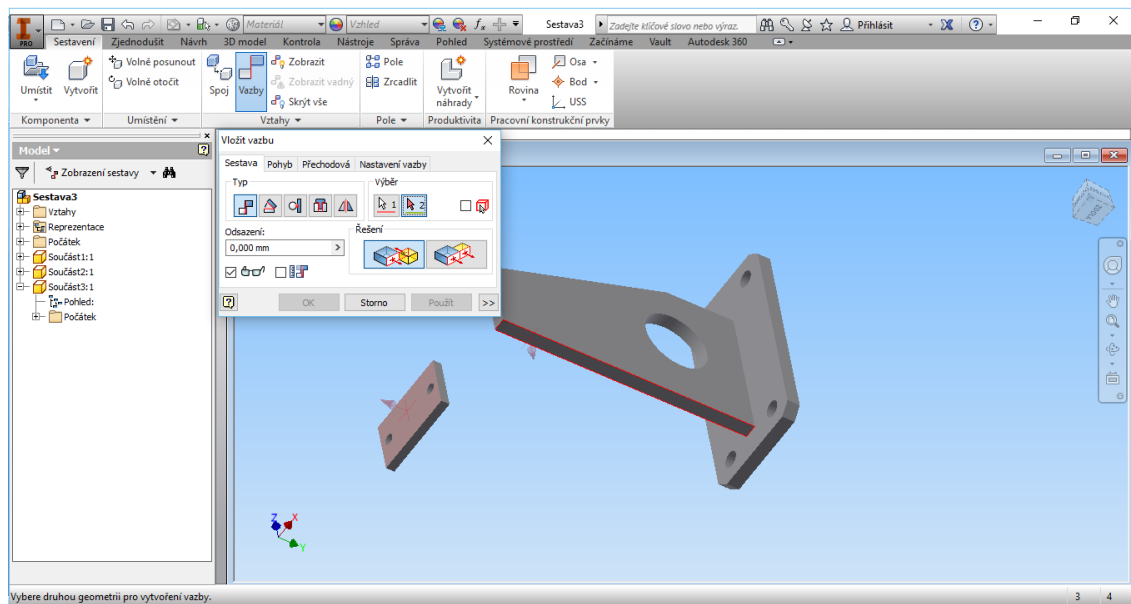 Materiál
Vzhled
Sestava3
Zadejte klíčové slovo nebo výraz.
Přihlásit
PRO
Sestavení Zjednodušit Návrh 3D model Kontrola Nástroje Správa Pohled Systémové prostředí Začínáme Vault Autodesk 360
Umístit
Vytvořit
Volné posunout
Volné otočit
Spoj
Vazby
Zobrazit
Zobrazit vadný
Skrýt vše
Pole
Zrcadlit
Vytvořit
náhrady
Rovina
Osa
Bod
USS
Komponenta Umístění Vztahy Pole Produktivita Pracovní konstrukční prvky
Model
Zobrazení sestavy
Sestava3
Vztahy
Reprezentace
Počátek
Součást1:1
Součást2:1
Součást3:1
Pohled:
Počátek
Vložit vazbu
Sestava Pohyb Přechodová Nastavení vazby
Typ
Výběr
1 2
Odsazení:
0,000 mm
Řešení
OK Storno Použít >>
Z X
Y
Vybere druhou geometrii pro vytvoření vazby.
3 4